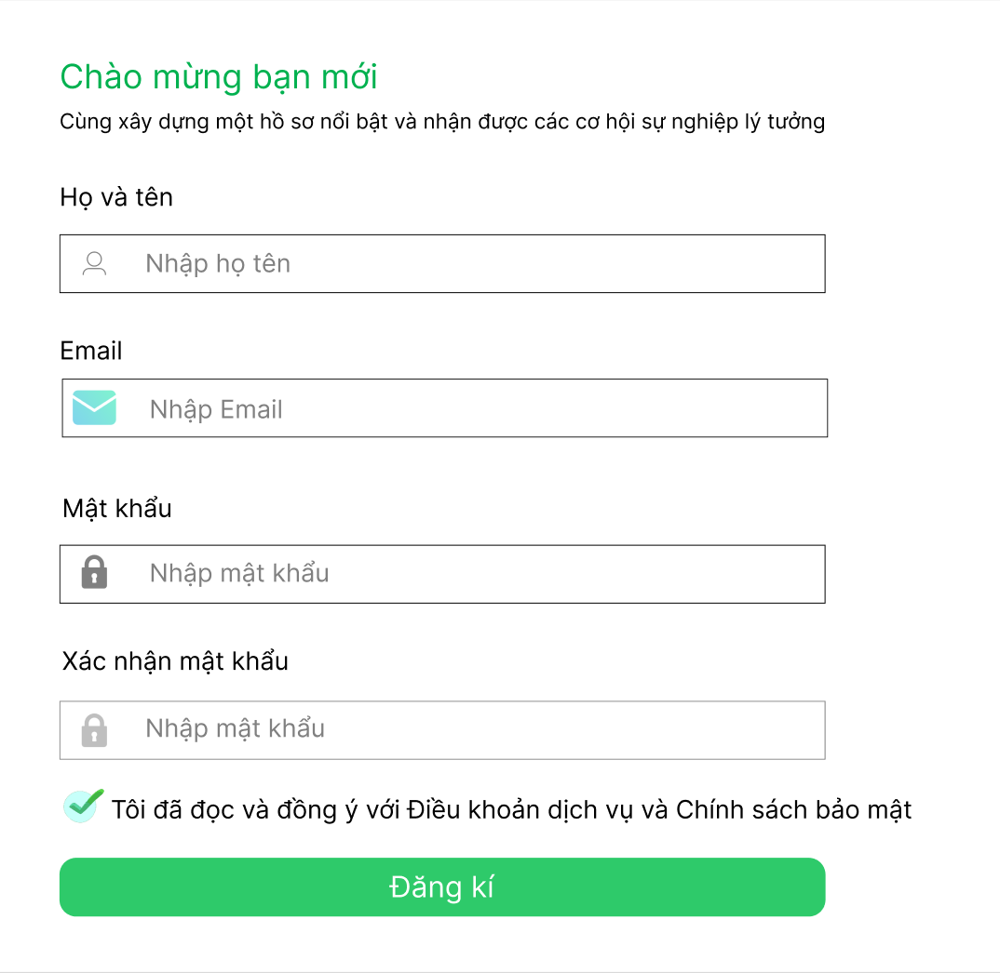 Chào mừng bạn mới
Cùng xây dựng một hồ sơ nổi bật và nhận được các cơ hội sự nghiệp lý tưởng
Họ và tên
Nhập họ tên
Email
Nhập Email
Mật khẩu
Nhập mật khẩu
Xác nhận mật khẩu
Nhập mật khẩu
Tôi đã đọc và đồng ý với Điều khoản dịch vụ và Chính sách bảo mật
Đăng kí